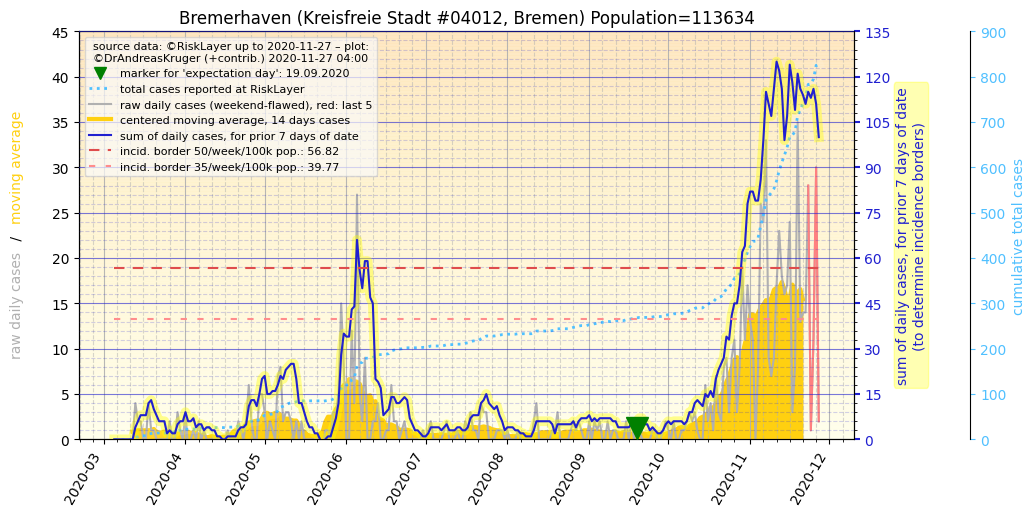 Bremerhaven (Kreisfreie Stadt #04012, Bremen) Population=113634
source data: ©RiskLayer up to 2020-11-27 – plot:
©DrAndreasKruger (+contrib.) 2020-11-27 04:00
marker for 'expectation day': 19.09.2020
total cases reported at RiskLayer
raw daily cases (weekend-flawed), red: last 5
centered moving average, 14 days cases
sum of daily cases, for prior 7 days of date
incid. border 50/week/100k pop.: 56.82
incid. border 35/week/100k pop.: 39.77
raw daily cases / moving average
45
40
35
30
25
20
15
10
5
0
2020-03
2020-04
2020-05
2020-06
2020-07
2020-08
2020-09
2020-10
2020-11
2020-12
135
120
105
90
75
60
45
30
15
0
sum of daily cases, for prior 7 days of date
(to determine incidence borders)
900
800
700
600
500
400
300
200
100
0
cumulative total cases